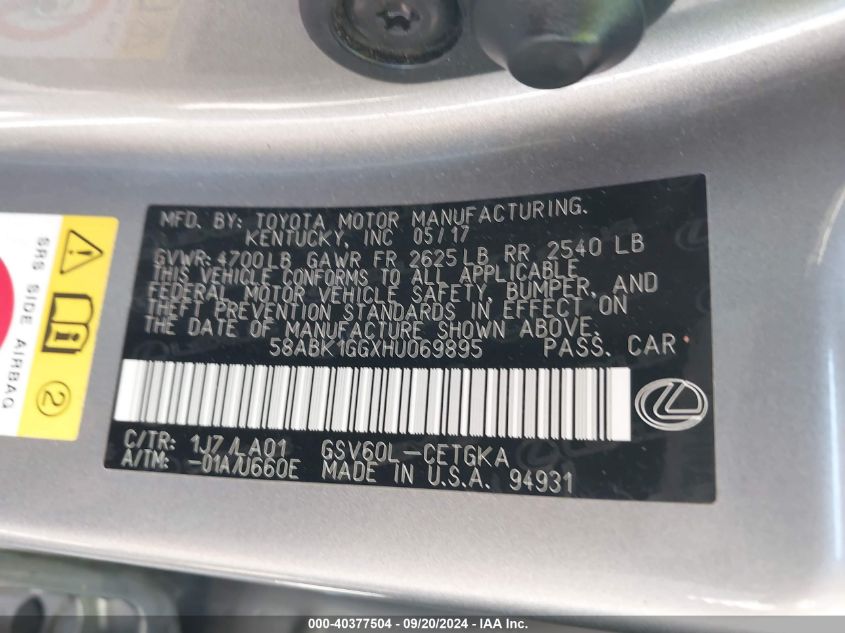 MFD. BY: TOYOTA MOTOR MANUFACTURING.
KENTUCKY, INC 05/17
GVWR: 4700LB GAWR FR 2625LB RR 2540 LB
THIS VEHICLE CONFORMS TO ALL APPLICABLE
FEDERAL MOTOR VEHICLE SAFETY, BUMPER, AND
THEFT PREVENTION STANDARDS IN EFFECT ON
THE DATE OF MANUFACTURE SHOWN ABOVE.
58ABK1GGXHU069895 PASS. CAR
C/TR: 1J7/LA01 GSV60L-CETGKA
A/TM: -01A/U660E MADE IN U.S.A. 94931
SRS SIDE AIRBAG
2
000-40377504 - 09/20/2024 - IAA Inc.